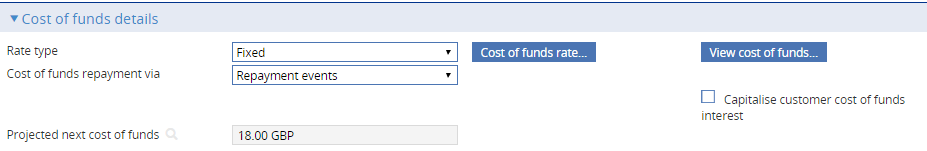 Cost of funds details
Rate type
Fixed
Cost of funds rate...
View cost of funds...
Cost of funds repayment via
Repayment events
Capitalise customer cost of funds
interest
Projected next cost of funds
18.00 GBP